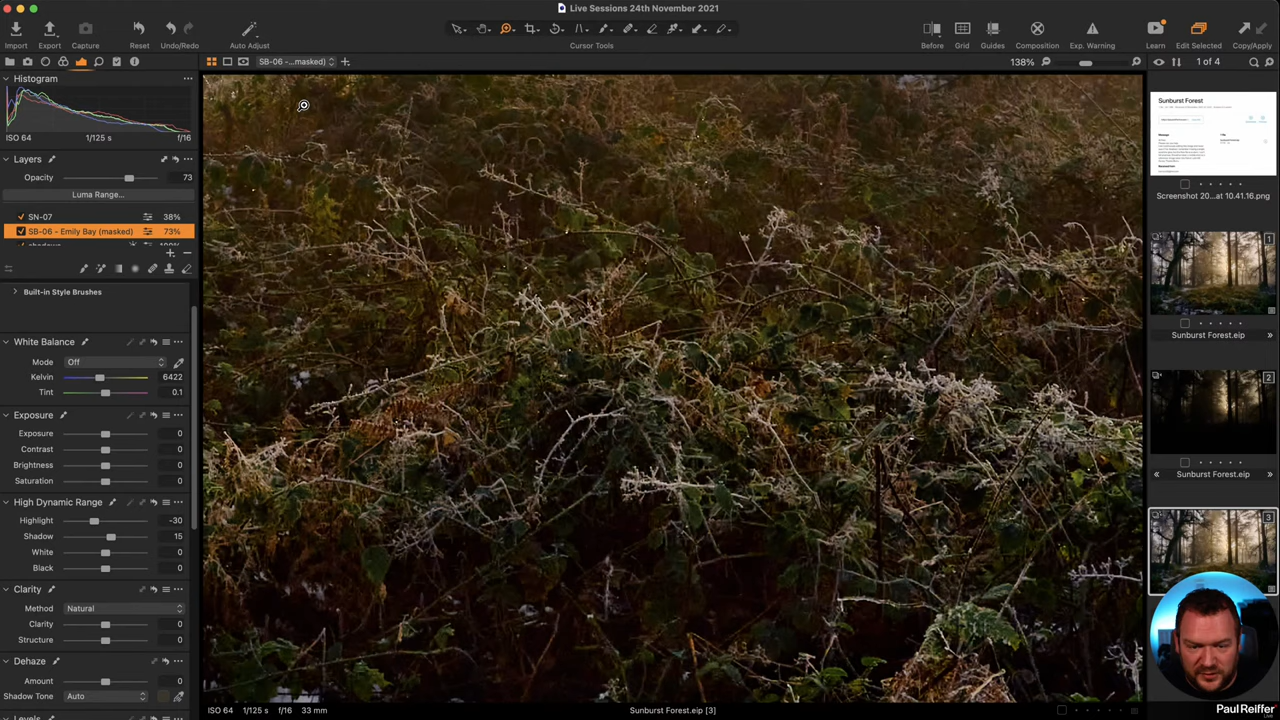 Live Sessions 24th November 2021
Import
Export
Capture
Reset
Undo/Redo
Auto Adjust
Cursor Tools
Before
Grid
Guides
Composition
Exp. Warning
Learn
Edit Selected
Copy/Apply
SB-06 - ...masked)
138%
1 of 4
Histogram
ISO 64
1/125 s
f/16
Layers
Opacity
73
Luma Range...
SN-07
38%
SB-06 - Emily Bay (masked)
73%
Built-in Style Brushes
White Balance
Mode
Off
Kelvin
6422
Tint
0.1
Exposure
Exposure
0
Contrast
0
Brightness
0
Saturation
0
High Dynamic Range
Highlight
-30
Shadow
15
White
0
Black
0
Clarity
Method
Natural
Clarity
0
Structure
0
Dehaze
Amount
0
Shadow Tone
Auto
Levels
ISO 64
1/125 s
f/16
33 mm
Sunburst Forest.eip [3]
Sunburst Forest
Screenshot 20...at 10.41.16.png
1
Sunburst Forest.eip
2
Sunburst Forest.eip
3
Paul Reiffer
Live